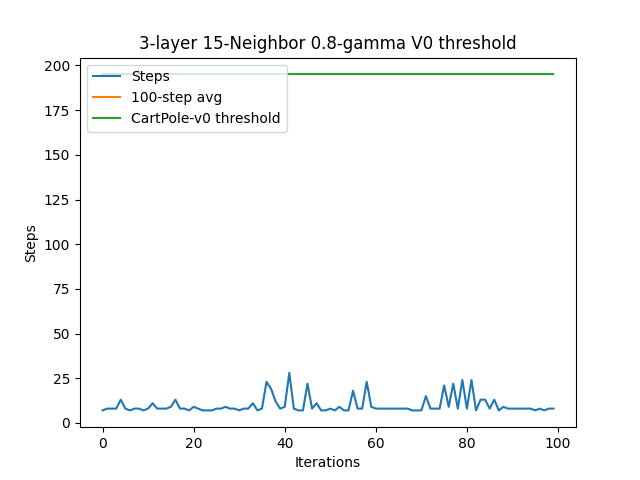 3-layer 15-Neighbor 0.8-gamma V0 threshold
200
175
150
125
100
75
50
25
0
Steps
Steps
100-step avg
CartPole-v0 threshold
0
20
40
60
80
100
Iterations